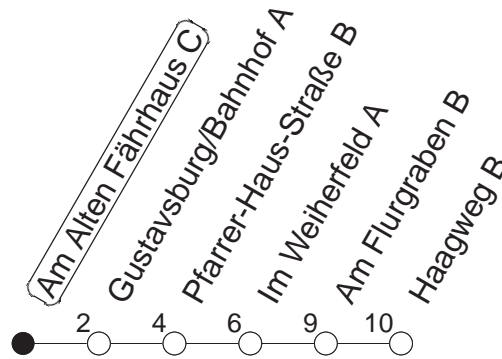 Am Alten Fährhaus C
Gustavsburg/Bahnhof A
Pfarrer-Haus-Straße B
Im Weiherfeld A
Am Flurgraben B
Haagweg B
2 4 6 9 10